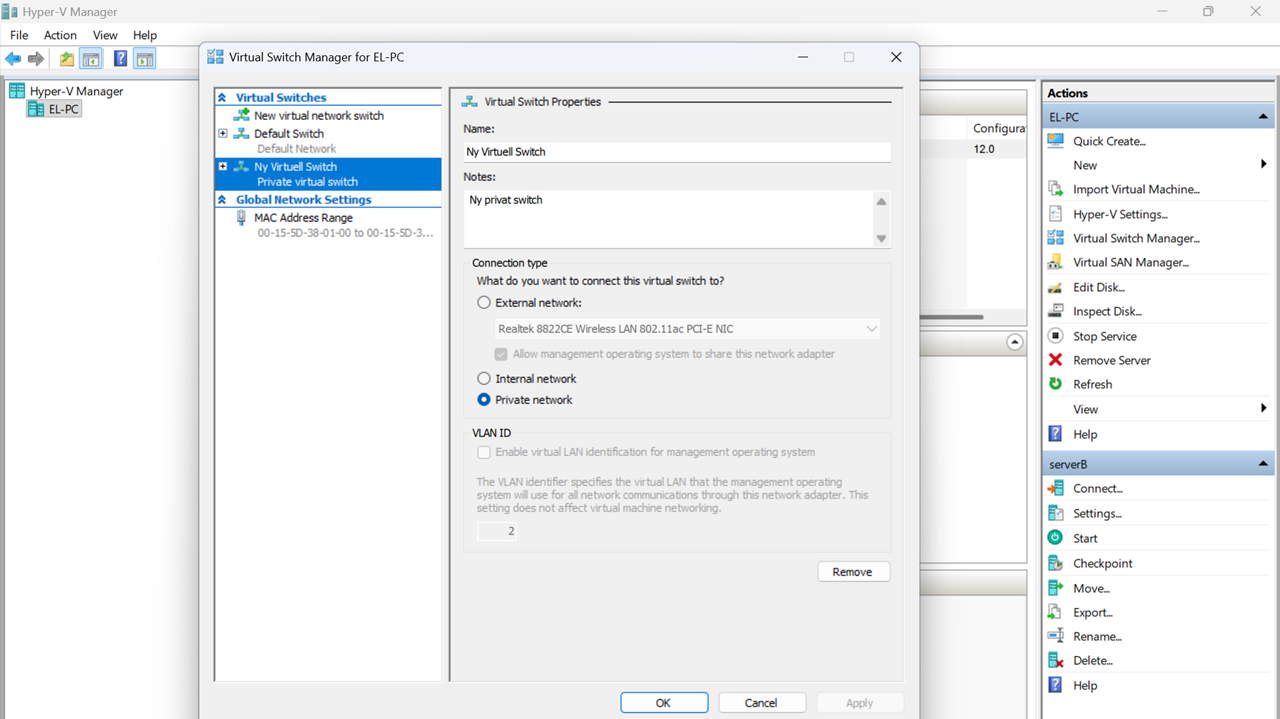 Hyper-V Manager
File Action View Help
Hyper-V Manager
EL-PC
Virtual Switch Manager for EL-PC
Virtual Switches
New virtual network switch
Default Switch
Default Network
Ny Virtuell Switch
Private virtual switch
Global Network Settings
MAC Address Range
00-15-5D-38-01-00 to 00-15-5D-3...
Virtual Switch Properties
Name:
Ny Virtuell Switch
Notes:
Ny privat switch
Connection type
What do you want to connect this virtual switch to?
External network:
Realtek 8822CE Wireless LAN 802.11ac PCI-E NIC
Allow management operating system to share this network adapter
Internal network
Private network
VLAN ID
Enable virtual LAN identification for management operating system
The VLAN identifier specifies the virtual LAN that the management operating
system will use for all network communications through this network adapter. This
setting does not affect virtual machine networking.
2
Remove
OK Cancel Apply
Configurat
12.0
Actions
EL-PC
Quick Create...
New
Import Virtual Machine...
Hyper-V Settings...
Virtual Switch Manager...
Virtual SAN Manager...
Edit Disk...
Inspect Disk...
Stop Service
Remove Server
Refresh
View
Help
serverB
Connect...
Settings...
Start
Checkpoint
Move...
Export...
Rename...
Delete...
Help